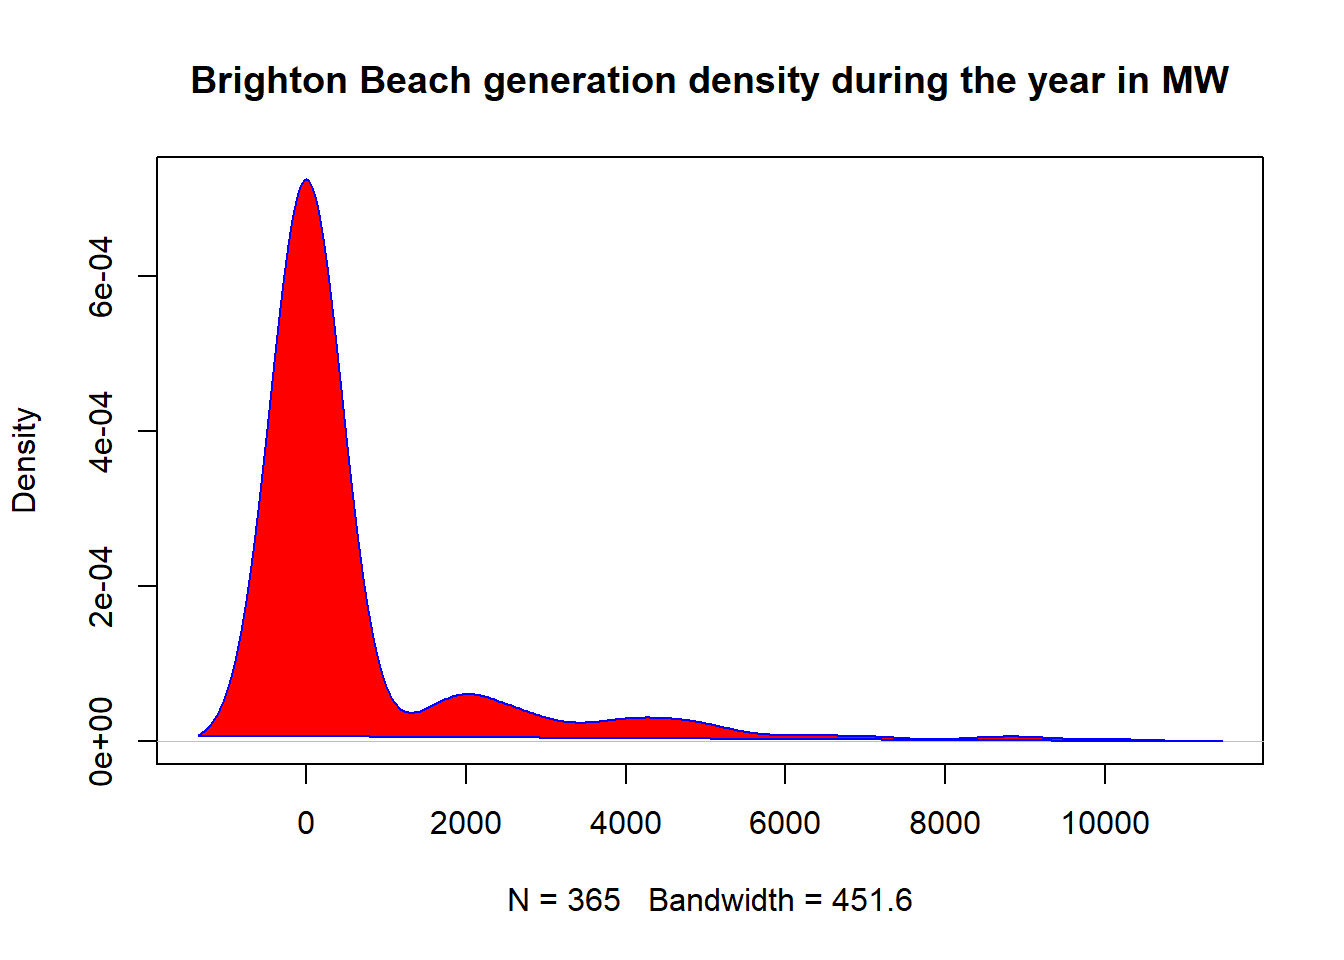 Brighton Beach generation density during the year in MW
Density
6e-04
4e-04
2e-04
0e+00
0 2000 4000 6000 8000 10000
N = 365 Bandwidth = 451.6